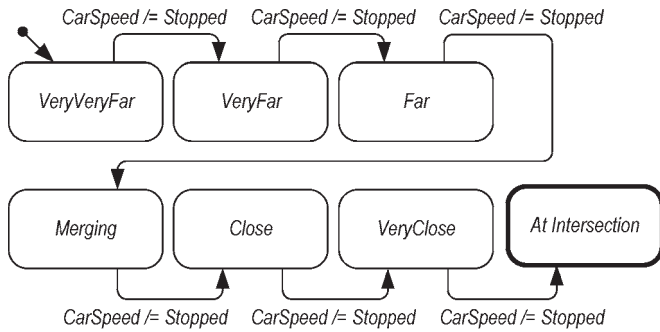 CarSpeed /= Stopped
CarSpeed /= Stopped
CarSpeed /= Stopped
VeryVeryFar
VeryFar
Far
Merging
Close
VeryClose
At Intersection
CarSpeed /= Stopped
CarSpeed /= Stopped
CarSpeed /= Stopped